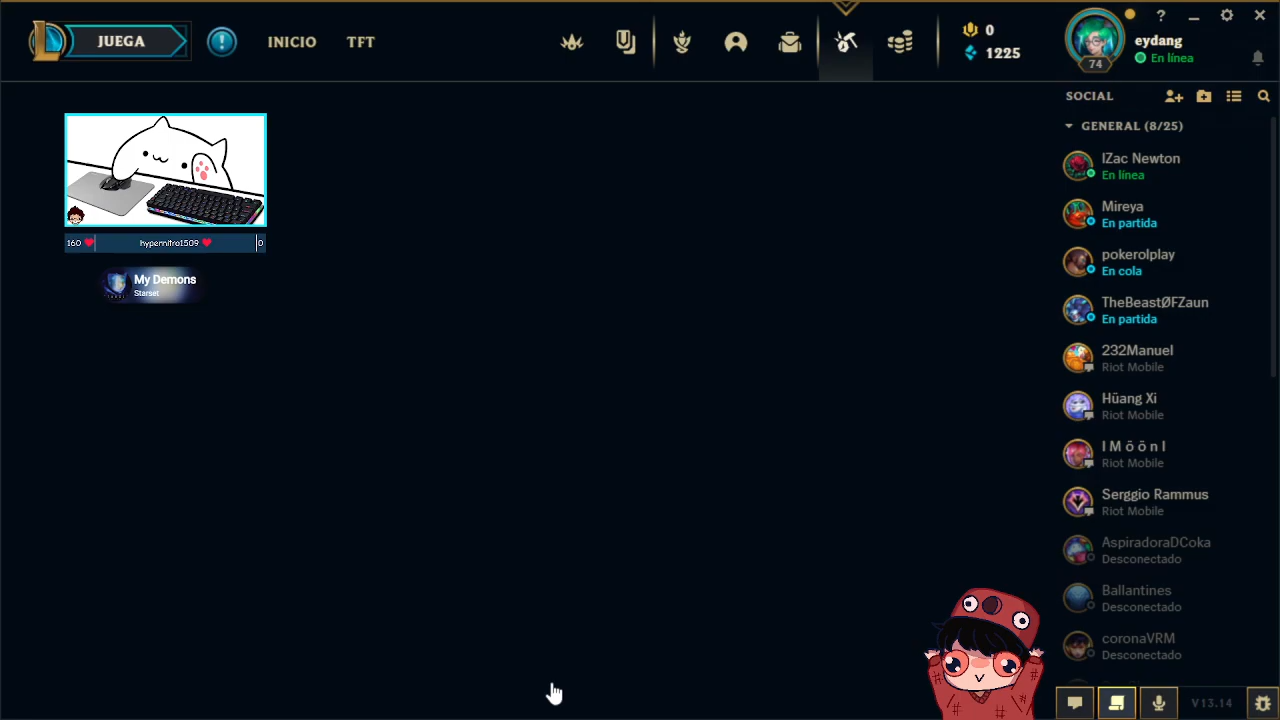 JUEGA
INICIO
TFT
0
1225
74
eydang
En línea
SOCIAL
GENERAL (8/25)
IZac Newton
En línea
Mireya
En partida
pokerolplay
En cola
TheBeastØFZaun
En partida
232Manuel
Riot Mobile
Hüang Xi
Riot Mobile
I M ö ö n I
Riot Mobile
Serggio Rammus
Riot Mobile
AspiradoraDCoka
Desconectado
Ballantines
Desconectado
coronaVRM
Desconectado
V13.14
160
hypernitro1509
0
My Demons
Starset